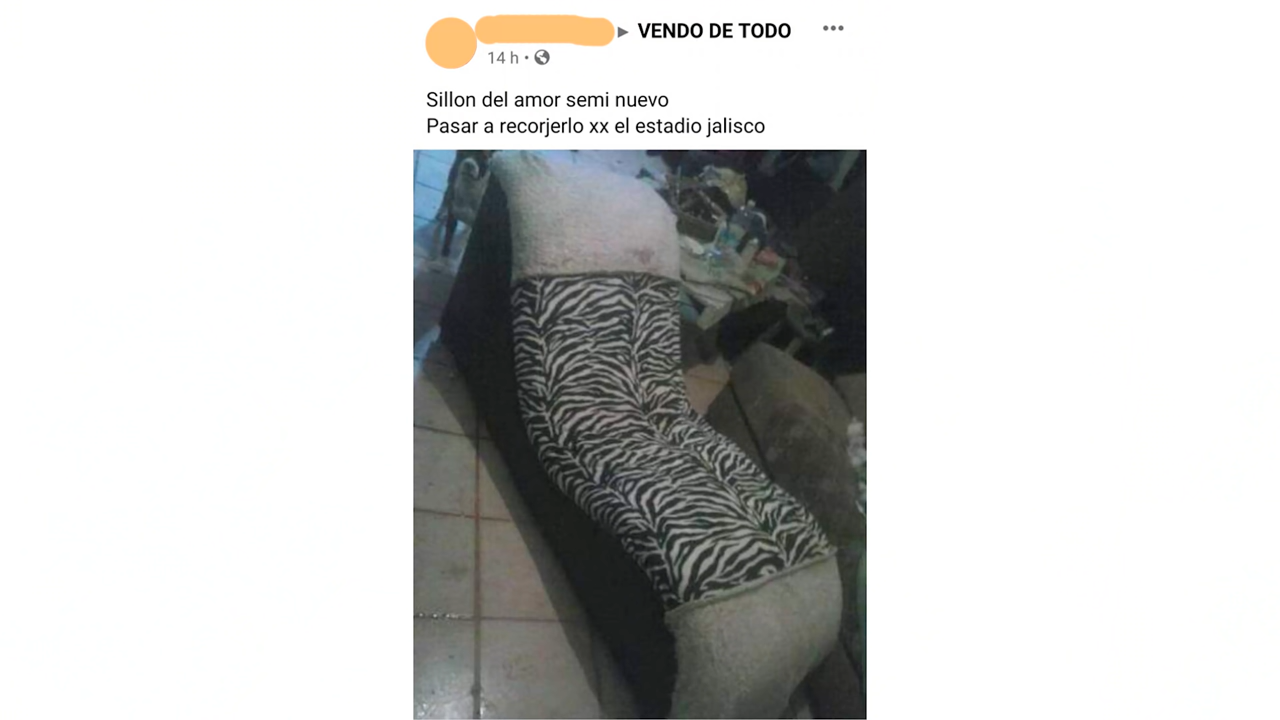 ▸ VENDO DE TODO
14 h •
Sillon del amor semi nuevo
Pasar a recorjerlo xx el estadio jalisco